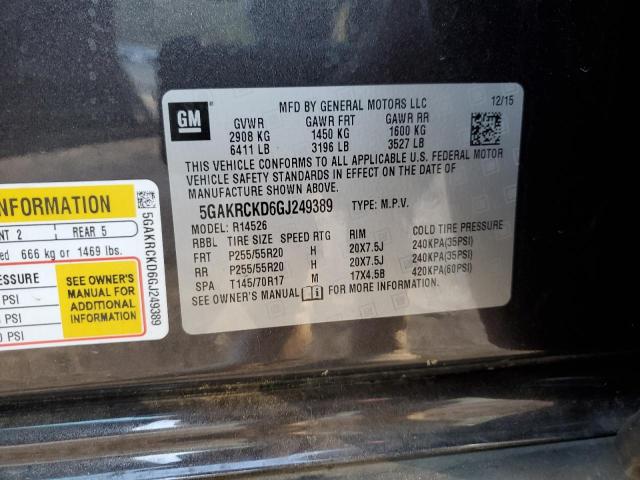 GM
MFD BY GENERAL MOTORS LLC 12/15
GVWR GAWR FRT GAWR RR
2908 KG 1450 KG 1600 KG
6411 LB 3196 LB 3527 LB
THIS VEHICLE CONFORMS TO ALL APPLICABLE U.S. FEDERAL MOTOR
VEHICLE SAFETY STANDARDS IN EFFECT ON THE DATE OF
MANUFACTURE SHOWN ABOVE.
5GAKRCKD6GJ249389 TYPE: M.P.V.
MODEL: R14526
RBBL TIRE SIZE SPEED RTG RIM COLD TIRE PRESSURE
FRT P255/55R20 H 20X7.5J 240KPA(35PSI)
RR P255/55R20 H 20X7.5J 240KPA(35PSI)
SPA T145/70R17 M 17X4.5B 420KPA(60PSI)
SEE OWNER'S MANUAL FOR MORE INFORMATION.
INFORMATION
2 REAR 5
666 kg or 1469 lbs.
PSI
PSI
PSI
SEE OWNER'S
MANUAL FOR
ADDITIONAL
INFORMATION
5GAKRCKD6GJ249389